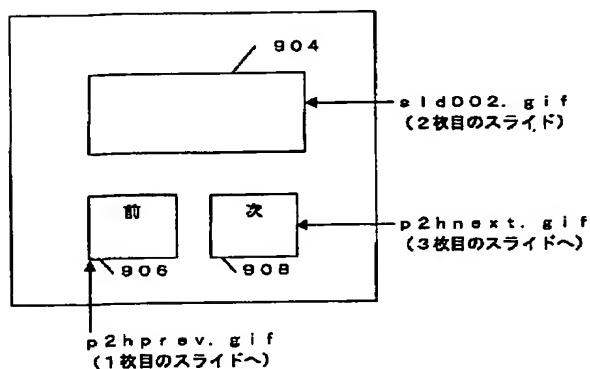 904
sld002. gif
(2枚目のスライド)
前
次
p2hnext. gif
(3枚目のスライドへ)
906
908
p2hprev. gif
(1枚目のスライドへ)